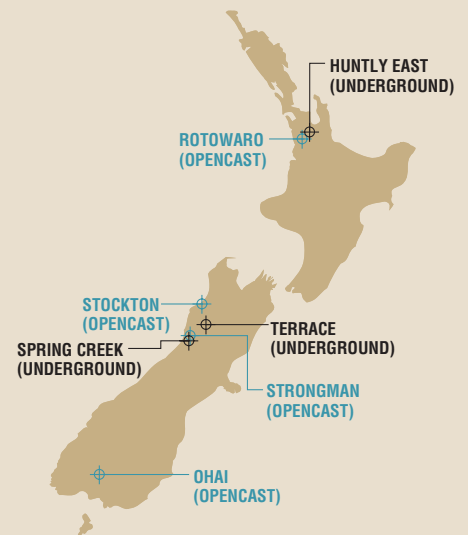 HUNTLY EAST
(UNDERGROUND)
ROTOWARO
(OPENCAST)
STOCKTON
(OPENCAST)
TERRACE
(UNDERGROUND)
SPRING CREEK
(UNDERGROUND)
STRONGMAN
(OPENCAST)
OHAI
(OPENCAST)